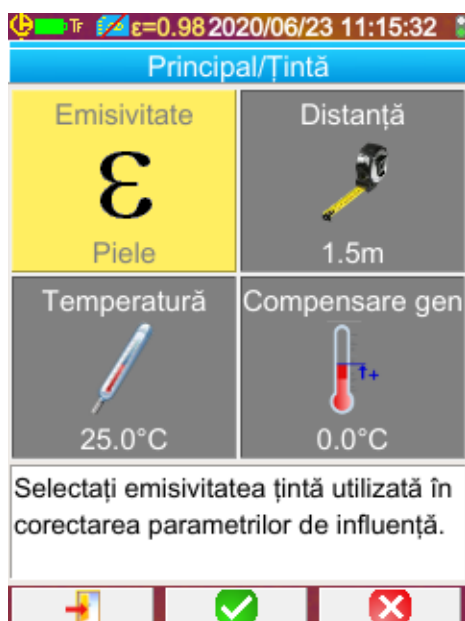 TF ε=0.98 2020/06/23 11:15:32
Principal/Țintă
Emisivitate
ε
Piele
Distanță
1.5m
Temperatură
25.0°C
Compensare gen
T+
0.0°C
Selectați emisivitatea țintă utilizată în
corectarea parametrilor de influență.